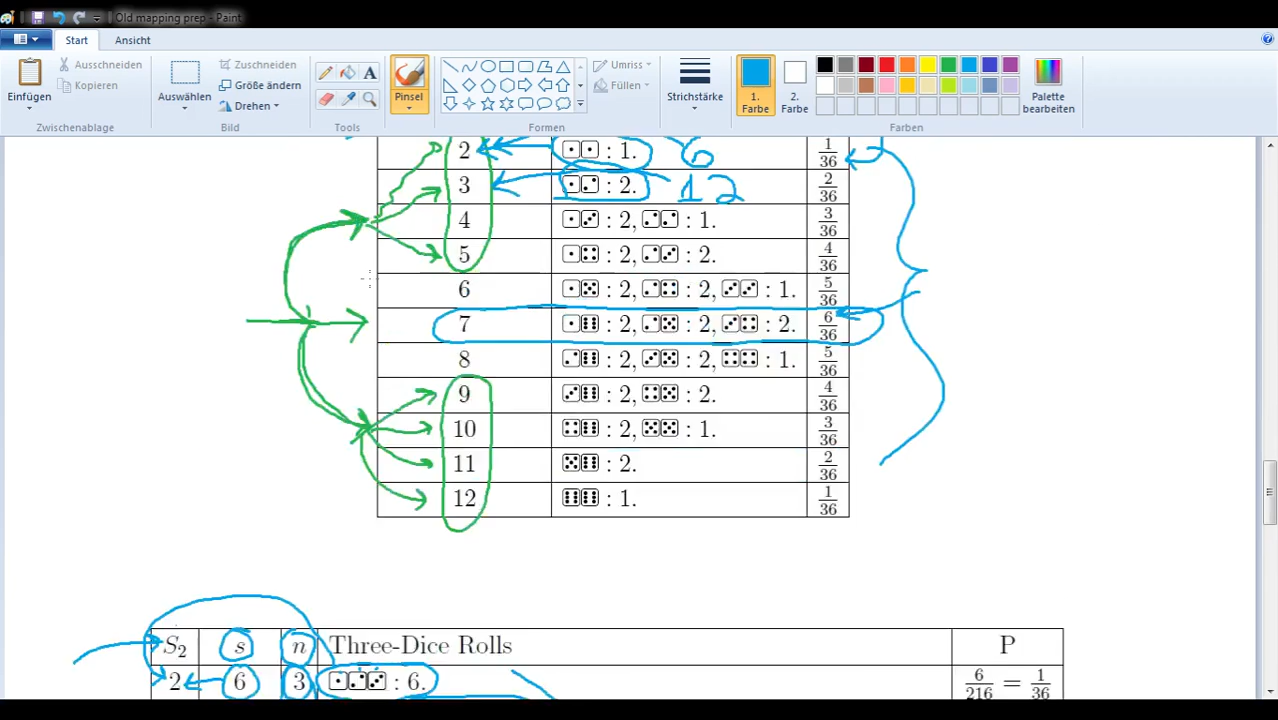 Old mapping prep - Paint
Start Ansicht
Einfügen
Ausschneiden
Kopieren
Zwischenablage
Auswählen
Zuschneiden
Größe ändern
Drehen
Bild
Pinsel
Tools
Umriss
Füllen
Formen
Strichstärke
1. Farbe
2. Farbe
Palette bearbeiten
Farben
2 ⚀⚀ : 1. 6 1/36
3 ⚀⚁ : 2. 12 2/36
4 ⚀⚂ : 2, ⚁⚁ : 1. 3/36
5 ⚀⚃ : 2, ⚁⚂ : 2. 4/36
6 ⚀⚄ : 2, ⚁⚃ : 2, ⚂⚂ : 1. 5/36
7 ⚀⚅ : 2, ⚁⚄ : 2, ⚂⚃ : 2. 6/36
8 ⚁⚅ : 2, ⚂⚄ : 2, ⚃⚃ : 1. 5/36
9 ⚂⚅ : 2, ⚃⚄ : 2. 4/36
10 ⚃⚅ : 2, ⚄⚄ : 1. 3/36
11 ⚄⚅ : 2. 2/36
12 ⚅⚅ : 1. 1/36
S₂ s n Three-Dice Rolls P
2 6 3 ⚀⚁⚂ : 6. 6/216 = 1/36